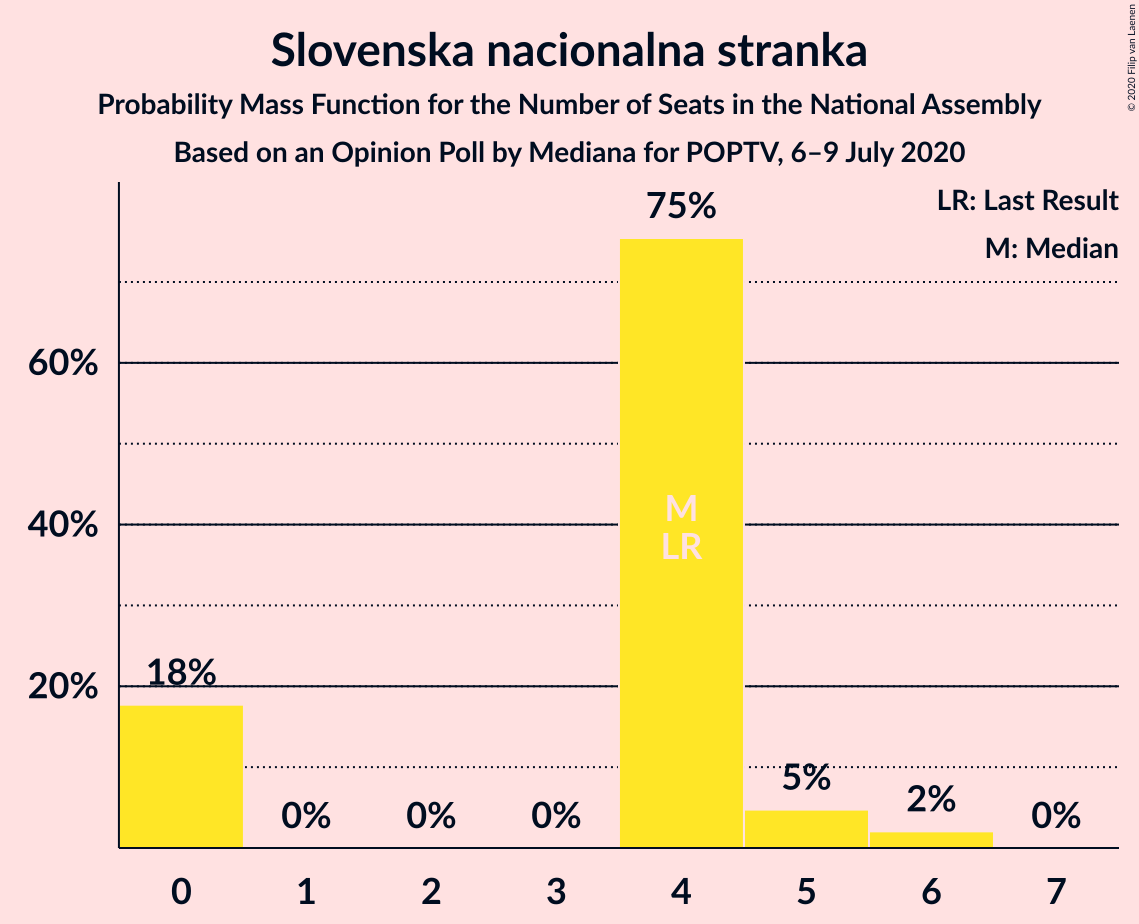 Slovenska nacionalna stranka
Probability Mass Function for the Number of Seats in the National Assembly
Based on an Opinion Poll by Mediana for POPTV, 6–9 July 2020
© 2020 Filip van Laenen
LR: Last Result
M: Median
75%
60%
M
40%
LR
18%
20%
5%
2%
0%
0%
0%
0%
0 1 2 3 4 5 6 7